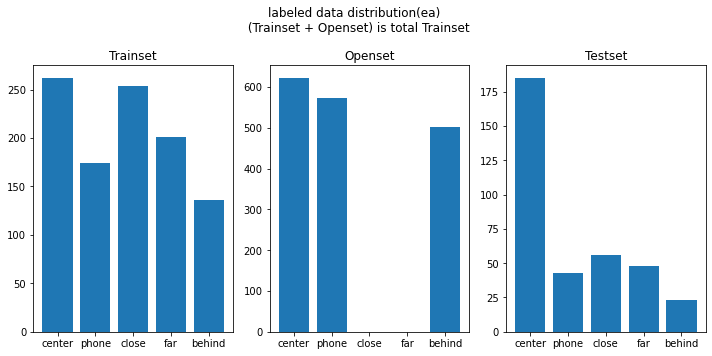 labeled data distribution(ea)
(Trainset + Openset) is total Trainset
Trainset
250
200
150
100
50
0
center phone close far behind
Openset
600
500
400
300
200
100
0
center phone close far behind
Testset
175
150
125
100
75
50
25
0
center phone close far behind